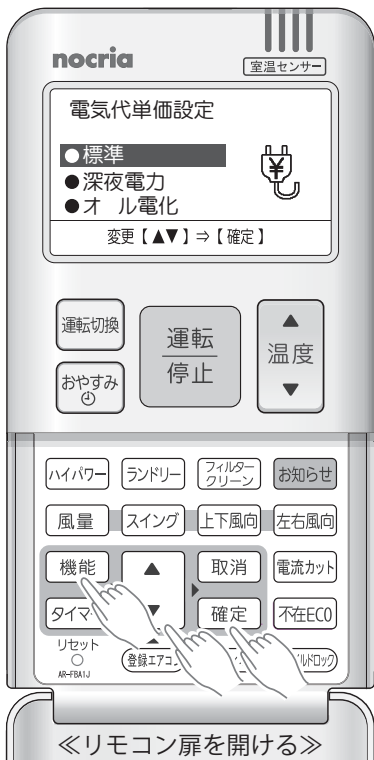 nocria
室温センサー
電気代単価設定
●標準
●深夜電力
●オ ル電化
変更【▲▼】⇒【確定】
運転切換
運転
停止
▲
温度
▼
おやすみ
ハイパワー
ランドリー
フィルター
クリーン
お知らせ
風量
スイング
上下風向
左右風向
機能
▲
取消
電流カット
タイマ
▼
確定
不在ECO
リセット
AR-FBA1J
登録エアコ
ルドロック
≪リモコン扉を開ける≫